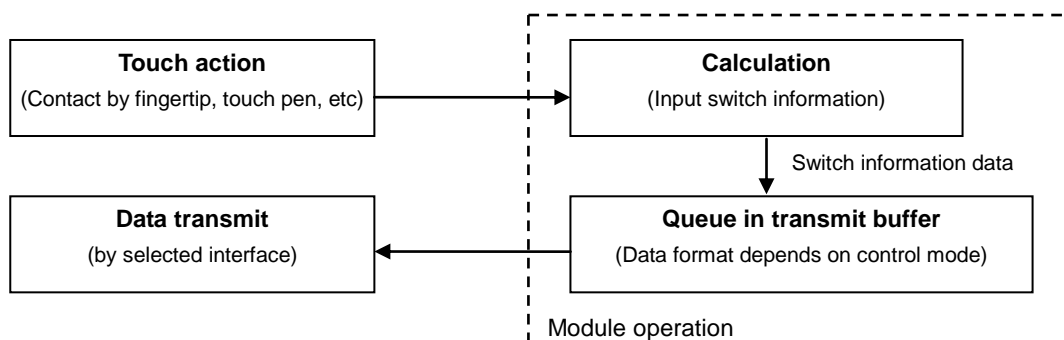 Touch action
(Contact by fingertip, touch pen, etc)
Calculation
(Input switch information)
Switch information data
Data transmit
(by selected interface)
Queue in transmit buffer
(Data format depends on control mode)
Module operation